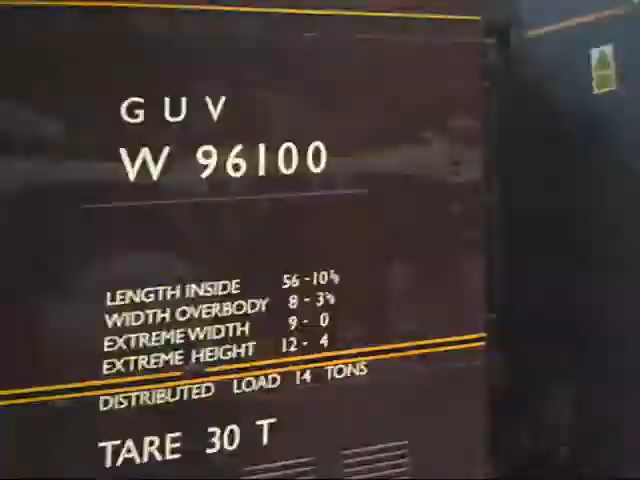 G U V
W 96100
LENGTH INSIDE 56 - 10½
WIDTH OVERBODY 8 - 3¾
EXTREME WIDTH 9 - 0
EXTREME HEIGHT 12 - 4
DISTRIBUTED LOAD 14 TONS
TARE 30 T